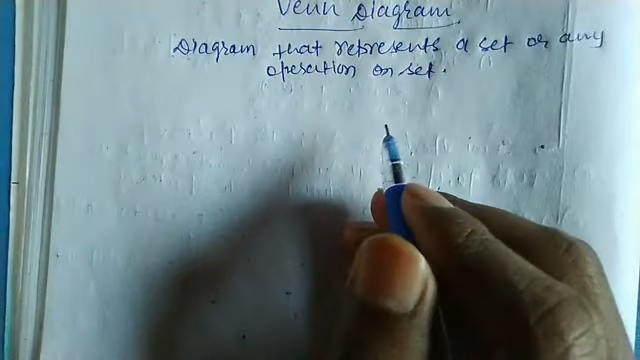 Venn Diagram
Diagram that represents a set or any
operation on set.